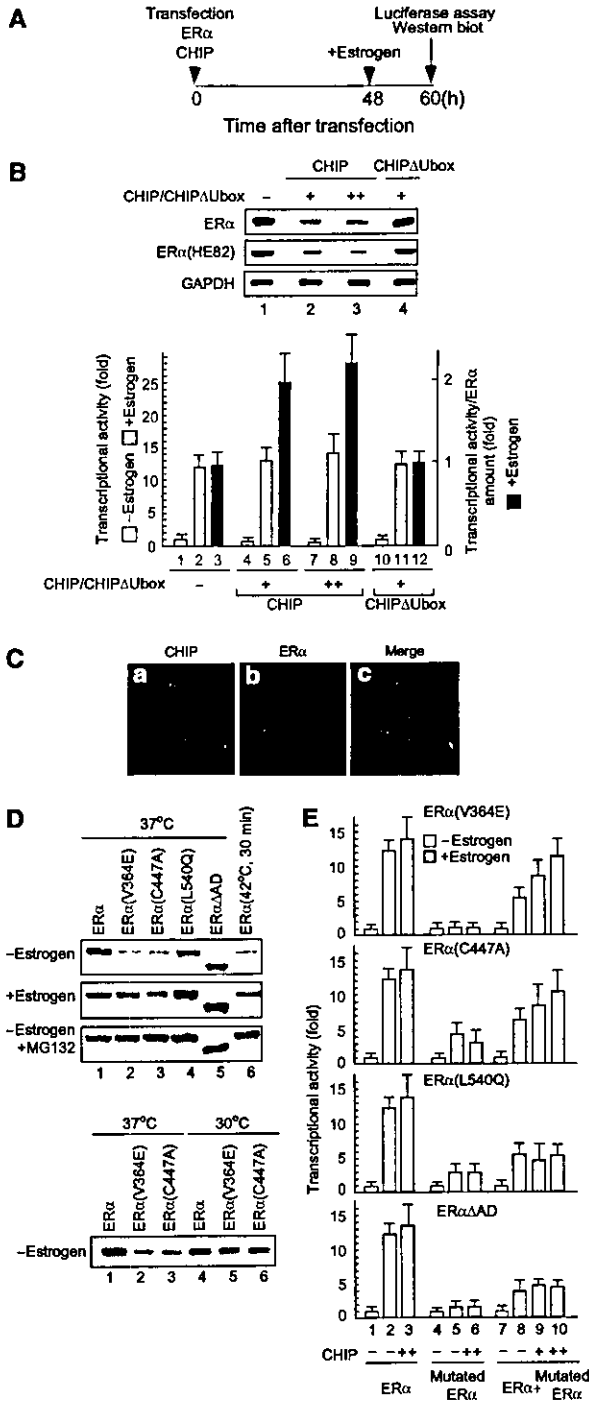 A
Transfection
ERα
CHIP
+Estrogen
Luciferase assay
Western biot
0
48
60(h)
Time after transfection
B
CHIP
CHIPΔUbox
CHIP/CHIPΔUbox
–
+
++
+
ERα
ERα(HE82)
GAPDH
1 2 3 4
Transcriptional activity (fold)
–Estrogen +Estrogen
25
20
15
10
5
0
2
1
0
Transcriptional activity/ERα
amount (fold)
+Estrogen
1 2 3 4 5 6 7 8 9 10 11 12
CHIP/CHIPΔUbox
–
+
++
+
CHIP
CHIPΔUbox
C
CHIP
ERα
Merge
a
b
c
D
37°C
ERα
ERα(V364E)
ERα(C447A)
ERα(L540Q)
ERαΔAD
ERα(42°C, 30 min)
–Estrogen
+Estrogen
–Estrogen
+MG132
1 2 3 4 5 6
37°C
30°C
ERα
ERα(V364E)
ERα(C447A)
ERα
ERα(V364E)
ERα(C447A)
–Estrogen
1 2 3 4 5 6
E
Transcriptional activity (fold)
ERα(V364E)
–Estrogen
+Estrogen
15
10
5
0
ERα(C447A)
15
10
5
0
ERα(L540Q)
15
10
5
0
ERαΔAD
15
10
5
0
1 2 3 4 5 6 7 8 9 10
CHIP – – ++ – – ++ – – + ++
ERα
Mutated
ERα
ERα+
Mutated
ERα